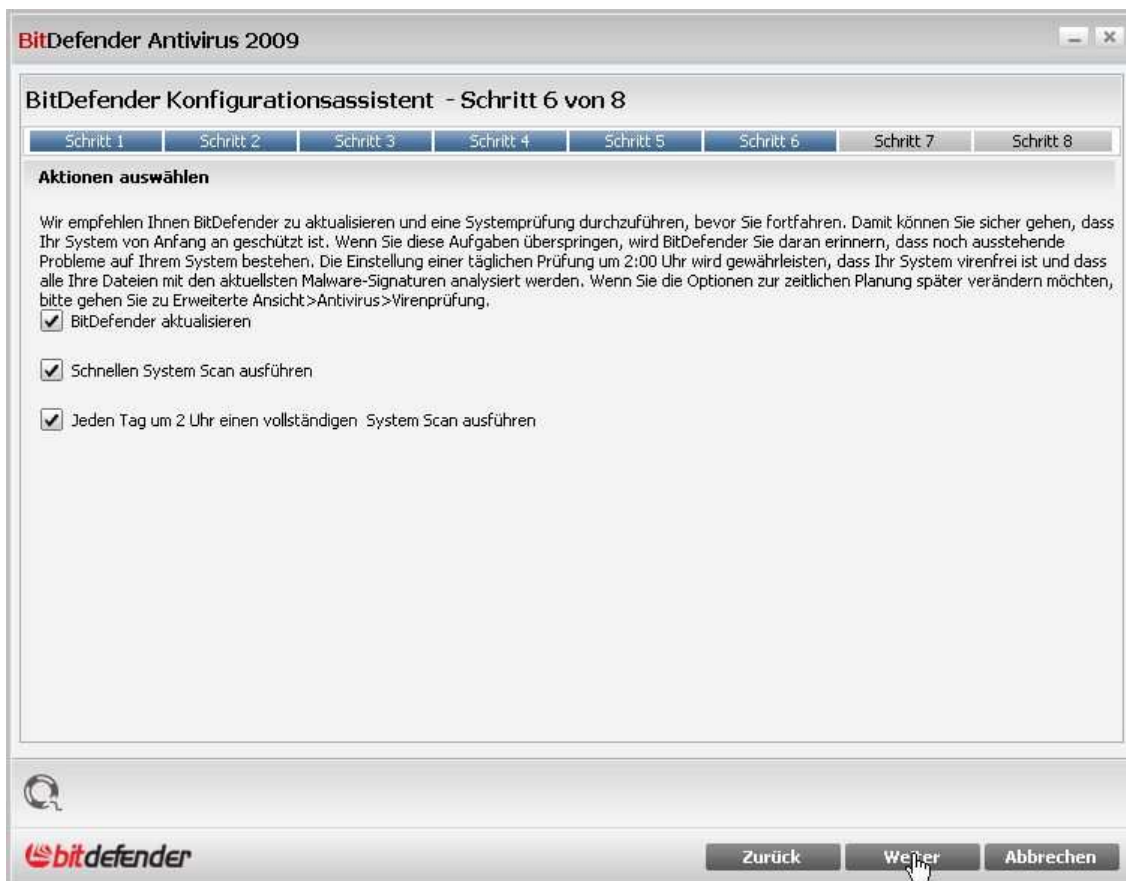 BitDefender Antivirus 2009
BitDefender Konfigurationsassistent - Schritt 6 von 8
Schritt 1 Schritt 2 Schritt 3 Schritt 4 Schritt 5 Schritt 6 Schritt 7 Schritt 8
Aktionen auswählen
Wir empfehlen Ihnen BitDefender zu aktualisieren und eine Systemprüfung durchzuführen, bevor Sie fortfahren. Damit können Sie sicher gehen, dass
Ihr System von Anfang an geschützt ist. Wenn Sie diese Aufgaben überspringen, wird BitDefender Sie daran erinnern, dass noch ausstehende
Probleme auf Ihrem System bestehen. Die Einstellung einer täglichen Prüfung um 2:00 Uhr wird gewährleisten, dass Ihr System virenfrei ist und dass
alle Ihre Dateien mit den aktuellsten Malware-Signaturen analysiert werden. Wenn Sie die Optionen zur zeitlichen Planung später verändern möchten,
bitte gehen Sie zu Erweiterte Ansicht>Antivirus>Virenprüfung.
BitDefender aktualisieren
Schnellen System Scan ausführen
Jeden Tag um 2 Uhr einen vollständigen System Scan ausführen
bitdefender
Zurück Weiter Abbrechen